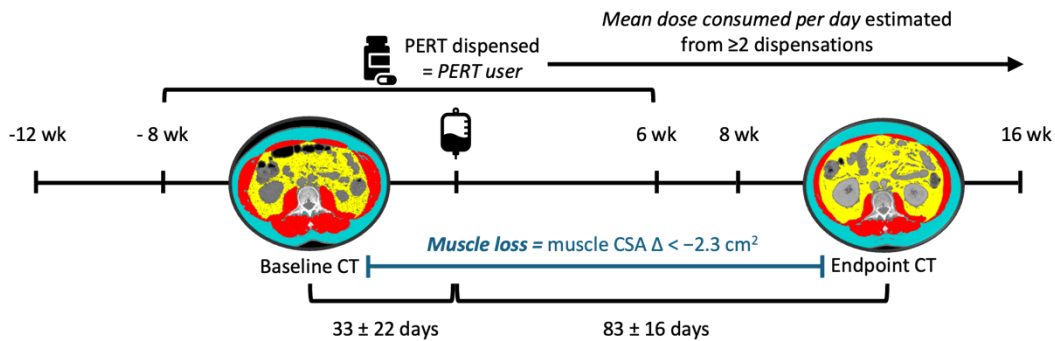 Mean dose consumed per day estimated
from ≥2 dispensations
PERT dispensed
= PERT user
-12 wk
- 8 wk
6 wk
8 wk
16 wk
Muscle loss = muscle CSA Δ < −2.3 cm²
Baseline CT
Endpoint CT
33 ± 22 days
83 ± 16 days